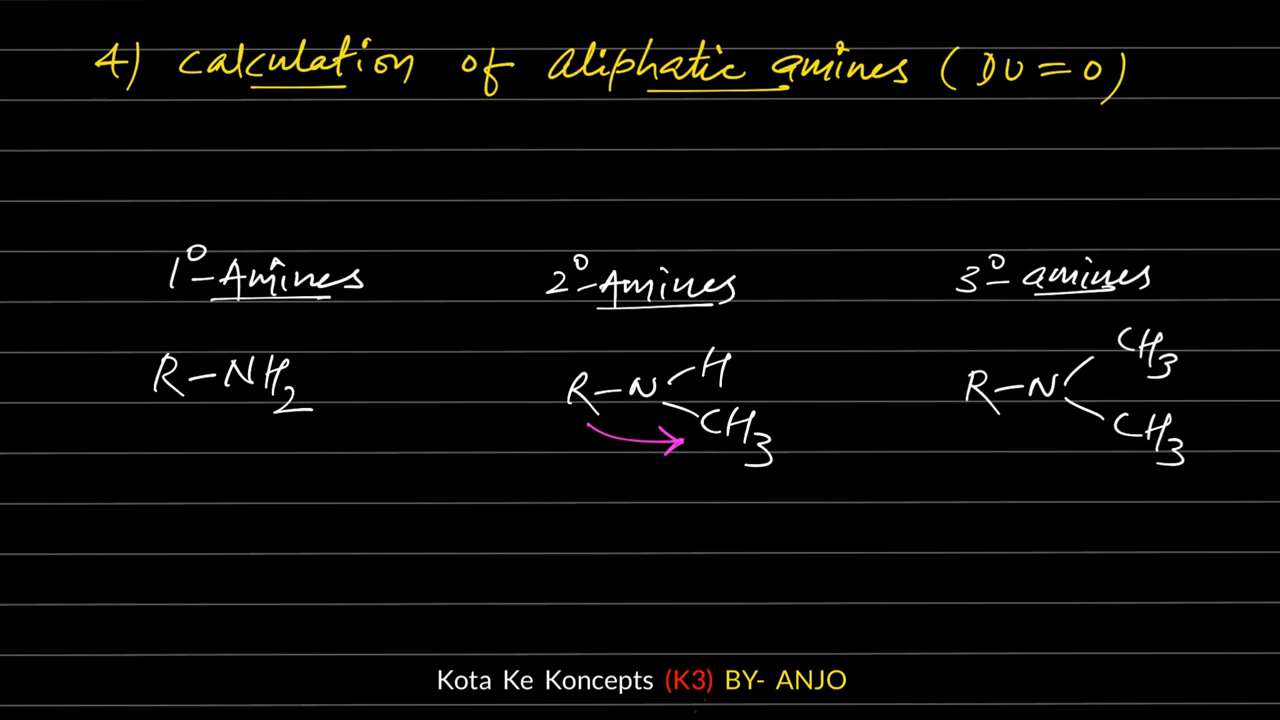 4) calculation of aliphatic amines (DU=0)
1°-Amines 2°-Amines 3°-amines
R-NH2 R-N H CH3 R-N CH3 CH3
Kota Ke Koncepts (K3) BY- ANJO